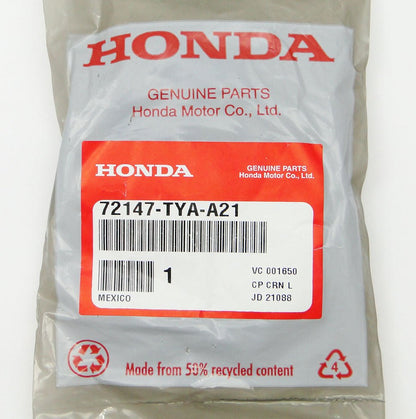 HONDA
GENUINE PARTS
Honda Motor Co., Ltd.
HONDA
GENUINE PARTS
Honda Motor Co., Ltd.
72147-TYA-A21
1
VC 001650
CP CRN L
MEXICO
JD 21088
Made from 50% recycled content
4